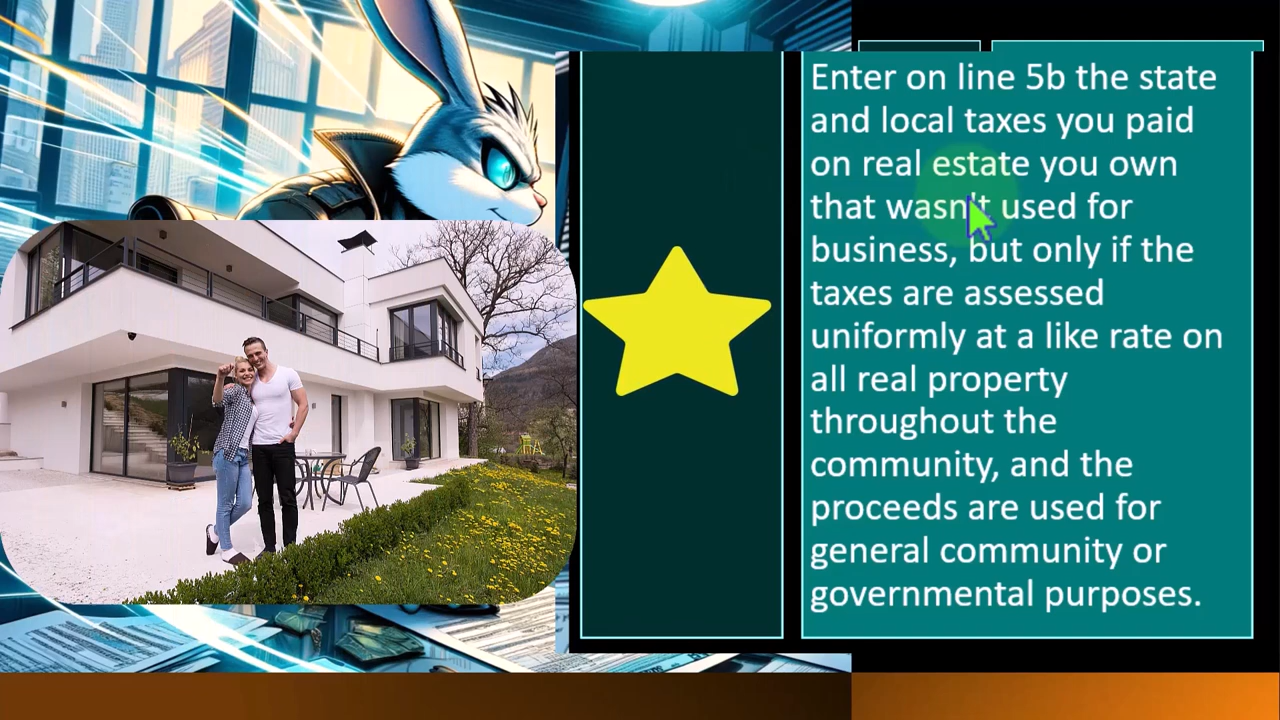 Enter on line 5b the state
and local taxes you paid
on real estate you own
that wasn't used for
business, but only if the
taxes are assessed
uniformly at a like rate on
all real property
throughout the
community, and the
proceeds are used for
general community or
governmental purposes.